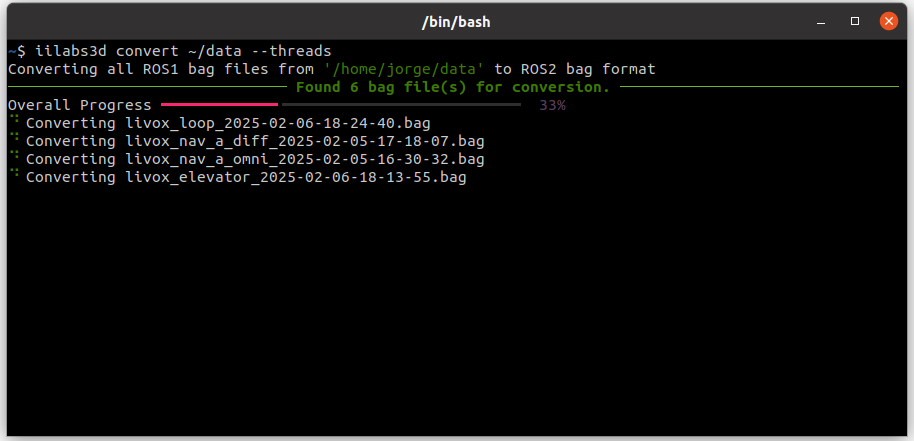 /bin/bash
~$ iilabs3d convert ~/data --threads
Converting all ROS1 bag files from '/home/jorge/data' to ROS2 bag format
Found 6 bag file(s) for conversion.
Overall Progress 33%
Converting livox_loop_2025-02-06-18-24-40.bag
Converting livox_nav_a_diff_2025-02-05-17-18-07.bag
Converting livox_nav_a_omni_2025-02-05-16-30-32.bag
Converting livox_elevator_2025-02-06-18-13-55.bag